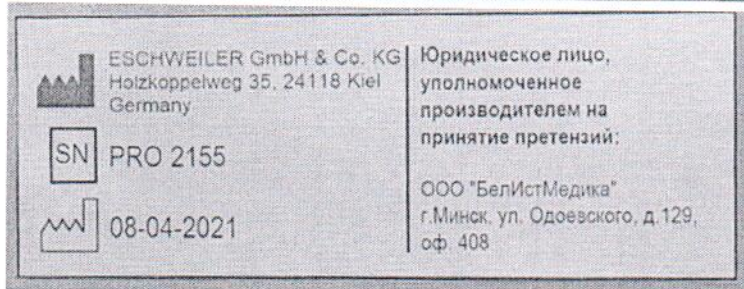 ESCHWEILER GmbH & Co. KG
Holzkoppelweg 35, 24118 Kiel
Germany
SN PRO 2155
08-04-2021
Юридическое лицо,
уполномоченное
производителем на
принятие претензий:
ООО "БелИстМедика"
г.Минск, ул. Одоевского, д.129,
оф. 408